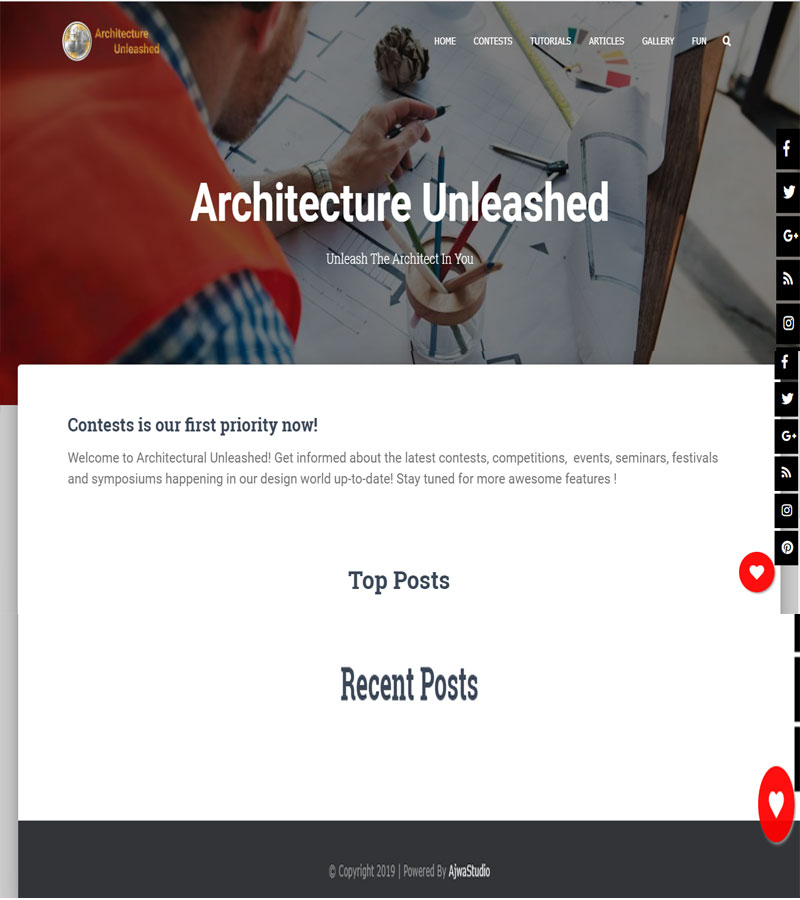 Architecture
Unleashed
HOME CONTESTS TUTORIALS ARTICLES GALLERY FUN
Architecture Unleashed
Unleash The Architect In You
Contests is our first priority now!
Welcome to Architectural Unleashed! Get informed about the latest contests, competitions,  events, seminars, festivals
and symposiums happening in our design world up-to-date! Stay tuned for more awesome features !
Top Posts
Recent Posts
© Copyright 2019 | Powered By AjwaStudio